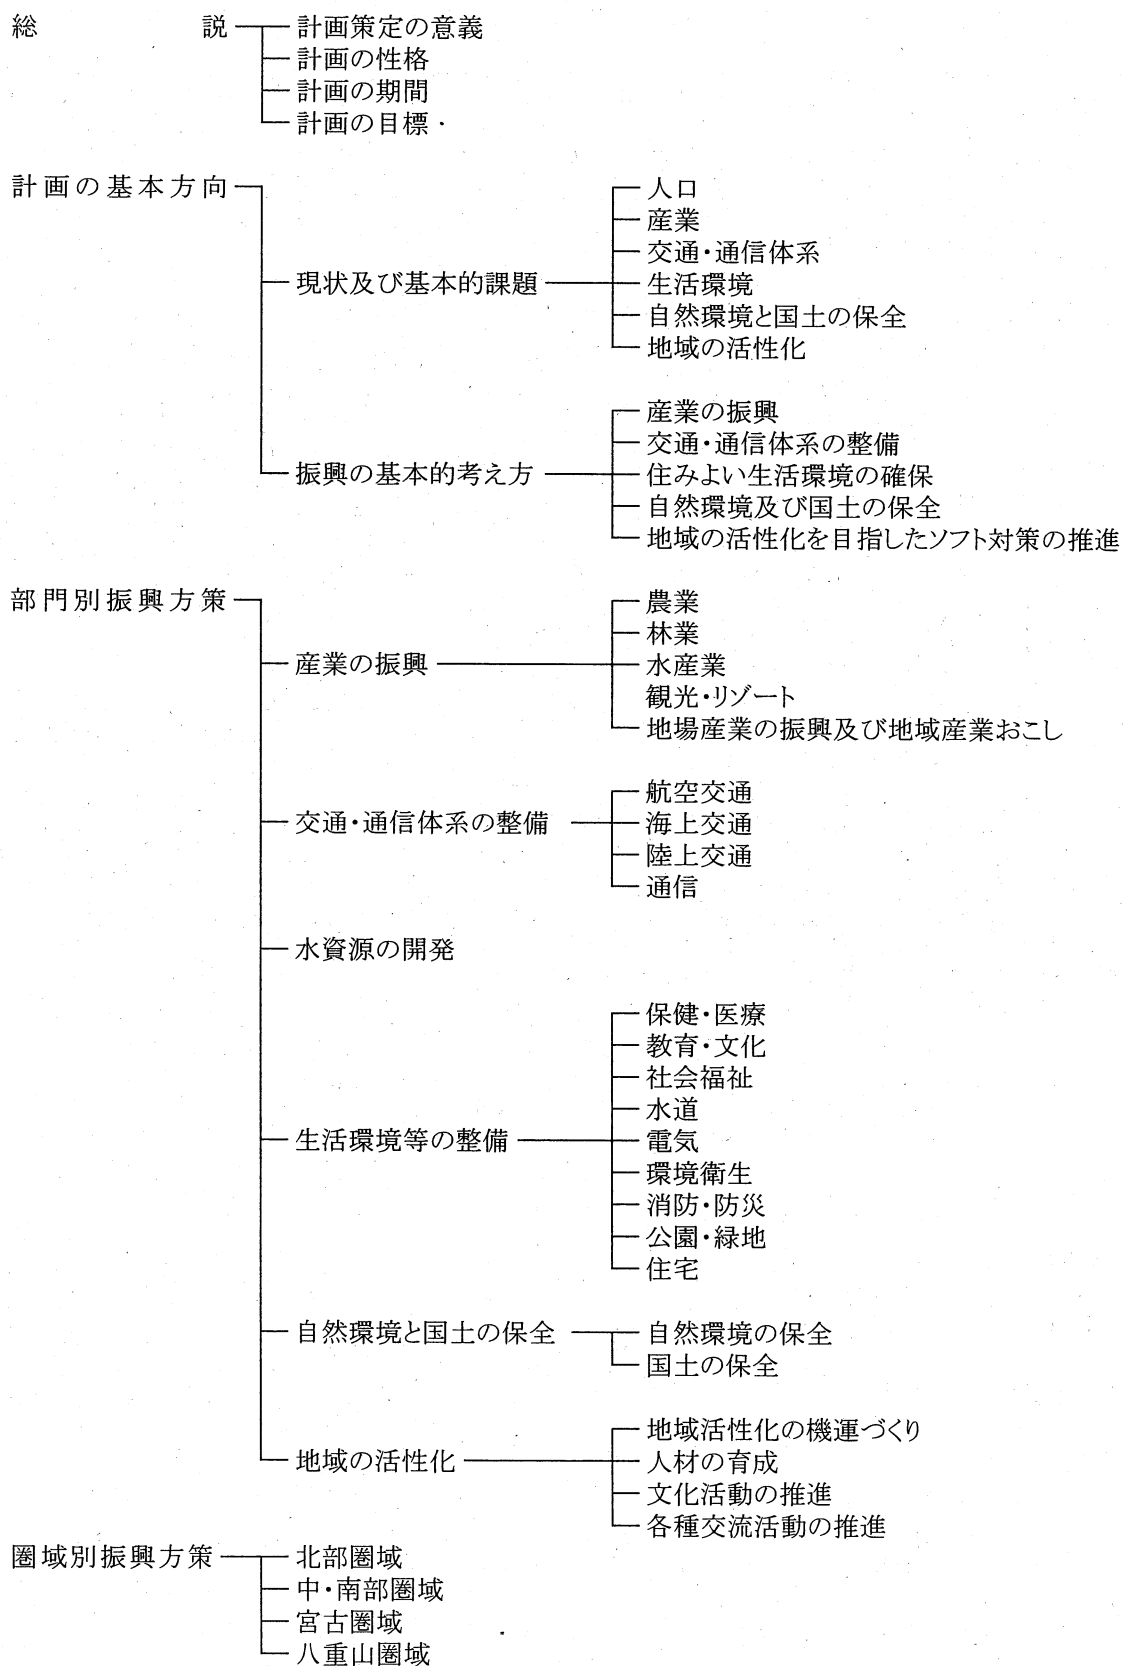 総説
計画策定の意義
計画の性格
計画の期間
計画の目標
計画の基本方向
現状及び基本的課題
人口
産業
交通・通信体系
生活環境
自然環境と国土の保全
地域の活性化
振興の基本的考え方
産業の振興
交通・通信体系の整備
住みよい生活環境の確保
自然環境及び国土の保全
地域の活性化を目指したソフト対策の推進
部門別振興方策
産業の振興
農業
林業
水産業
観光・リゾート
地場産業の振興及び地域産業おこし
交通・通信体系の整備
航空交通
海上交通
陸上交通
通信
水資源の開発
生活環境等の整備
保健・医療
教育・文化
社会福祉
水道
電気
環境衛生
消防・防災
公園・緑地
住宅
自然環境と国土の保全
自然環境の保全
国土の保全
地域の活性化
地域活性化の機運づくり
人材の育成
文化活動の推進
各種交流活動の推進
圏域別振興方策
北部圏域
中・南部圏域
宮古圏域
八重山圏域